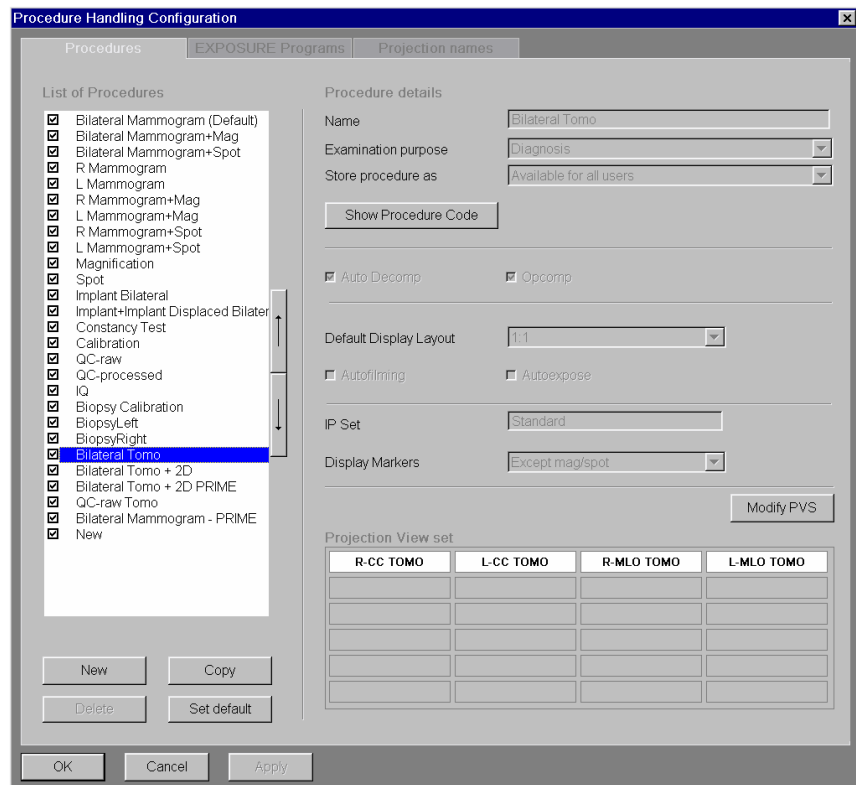 Procedure Handling Configuration
Procedures
EXPOSURE Programs
Projection names
List of Procedures
Bilateral Mammogram (Default)
Bilateral Mammogram+Mag
Bilateral Mammogram+Spot
R Mammogram
L Mammogram
R Mammogram+Mag
L Mammogram+Mag
R Mammogram+Spot
L Mammogram+Spot
Magnification
Spot
Implant Bilateral
Implant+Implant Displaced Bilater
Constancy Test
Calibration
QC-raw
QC-processed
IQ
Biopsy Calibration
BiopsyLeft
BiopsyRight
Bilateral Tomo
Bilateral Tomo + 2D
Bilateral Tomo + 2D PRIME
QC-raw Tomo
Bilateral Mammogram - PRIME
New
New
Copy
Delete
Set default
Procedure details
Name
Bilateral Tomo
Examination purpose
Diagnosis
Store procedure as
Available for all users
Show Procedure Code
Auto Decomp
Opcomp
Default Display Layout
1:1
Autofilming
Autoexpose
IP Set
Standard
Display Markers
Except mag/spot
Modify PVS
Projection View set
R-CC TOMO
L-CC TOMO
R-MLO TOMO
L-MLO TOMO
OK
Cancel
Apply